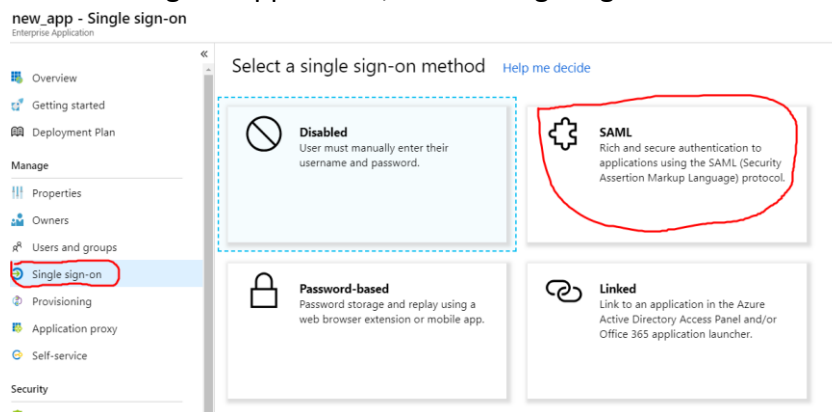 new_app - Single sign-on
Enterprise Application
«
Overview
Getting started
Deployment Plan
Manage
Properties
Owners
Users and groups
Single sign-on
Provisioning
Application proxy
Self-service
Security
Select a single sign-on method Help me decide
Disabled
User must manually enter their
username and password.
SAML
Rich and secure authentication to
applications using the SAML (Security
Assertion Markup Language) protocol.
Password-based
Password storage and replay using a
web browser extension or mobile app.
Linked
Link to an application in the Azure
Active Directory Access Panel and/or
Office 365 application launcher.